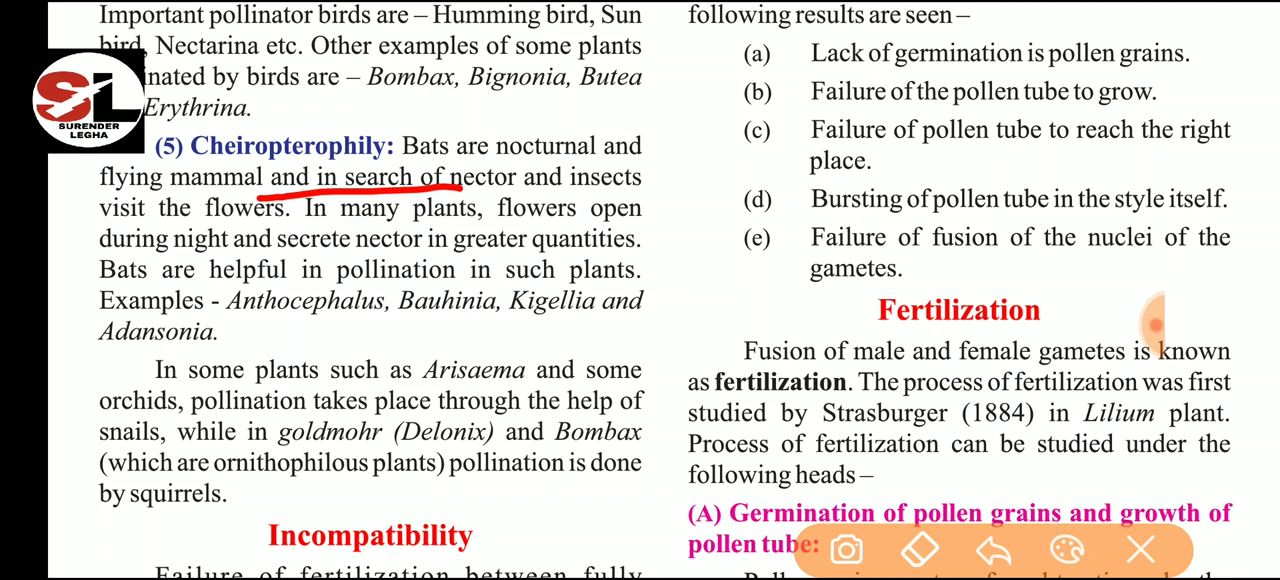 Important pollinator birds are – Humming bird, Sun
bird, Nectarina etc. Other examples of some plants
inated by birds are – Bombax, Bignonia, Butea
Erythrina.
SL
SURENDER
LEGHA
(5) Cheiropterophily: Bats are nocturnal and
flying mammal and in search of nector and insects
visit the flowers. In many plants, flowers open
during night and secrete nector in greater quantities.
Bats are helpful in pollination in such plants.
Examples - Anthocephalus, Bauhinia, Kigellia and
Adansonia.
In some plants such as Arisaema and some
orchids, pollination takes place through the help of
snails, while in goldmohr (Delonix) and Bombax
(which are ornithophilous plants) pollination is done
by squirrels.
Incompatibility
Failure of fertilization between fully
following results are seen –
(a) Lack of germination is pollen grains.
(b) Failure of the pollen tube to grow.
(c) Failure of pollen tube to reach the right
place.
(d) Bursting of pollen tube in the style itself.
(e) Failure of fusion of the nuclei of the
gametes.
Fertilization
Fusion of male and female gametes is known
as fertilization. The process of fertilization was first
studied by Strasburger (1884) in Lilium plant.
Process of fertilization can be studied under the
following heads –
(A) Germination of pollen grains and growth of
pollen tube: